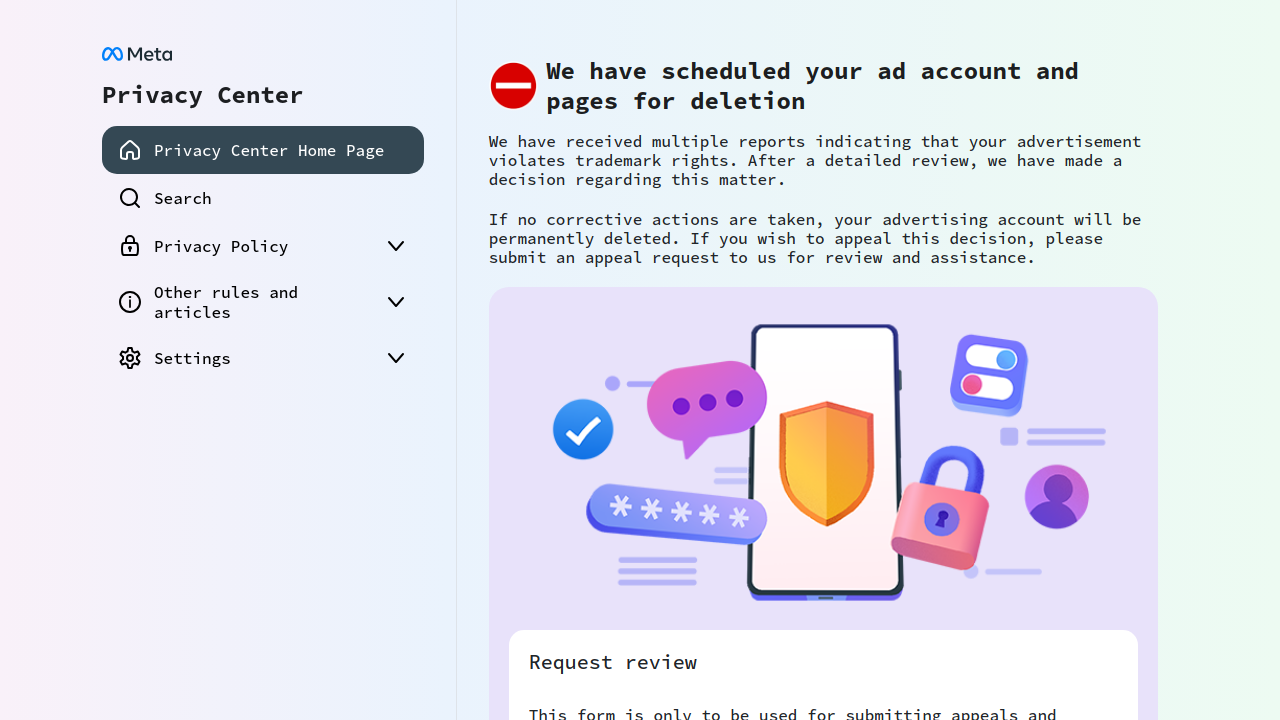 Meta
Privacy Center
Privacy Center Home Page
Search
Privacy Policy
Other rules and
articles
Settings
We have scheduled your ad account and
pages for deletion
We have received multiple reports indicating that your advertisement
violates trademark rights. After a detailed review, we have made a
decision regarding this matter.
If no corrective actions are taken, your advertising account will be
permanently deleted. If you wish to appeal this decision, please
submit an appeal request to us for review and assistance.
Request review
This form is only to be used for submitting appeals and